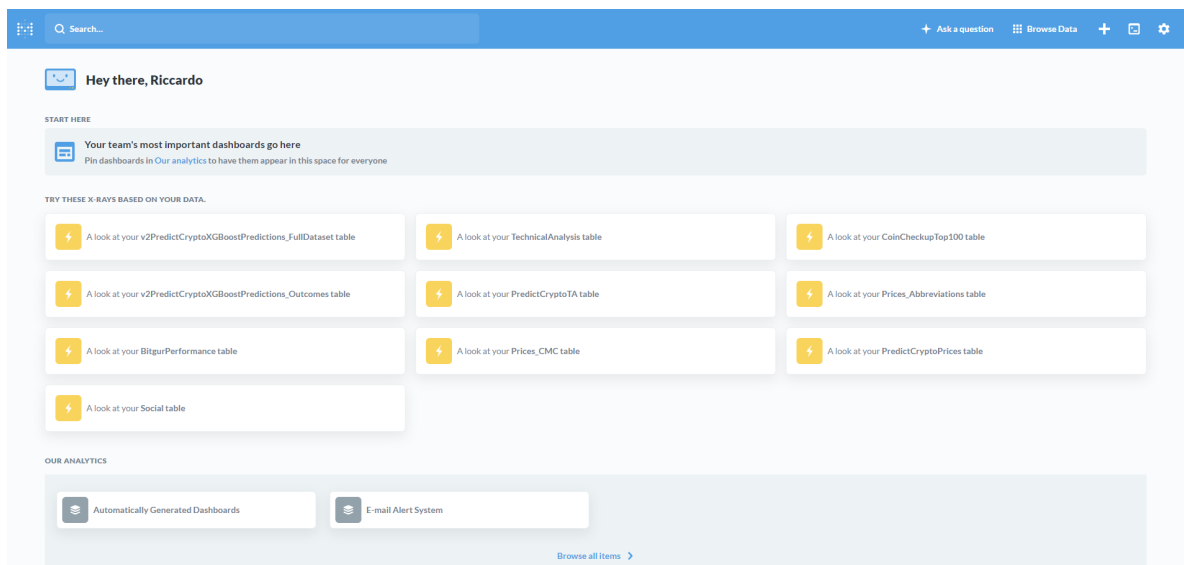 Search...
Ask a question
Browse Data
Hey there, Riccardo
START HERE
Your team's most important dashboards go here
Pin dashboards in Our analytics to have them appear in this space for everyone
TRY THESE X-RAYS BASED ON YOUR DATA.
A look at your v2PredictCryptoXGBoostPredictions_FullDataset table
A look at your TechnicalAnalysis table
A look at your CoinCheckupTop100 table
A look at your v2PredictCryptoXGBoostPredictions_Outcomes table
A look at your PredictCryptoTA table
A look at your Prices_Abbreviations table
A look at your BitgurPerformance table
A look at your Prices_CMC table
A look at your PredictCryptoPrices table
A look at your Social table
OUR ANALYTICS
Automatically Generated Dashboards
E-mail Alert System
Browse all items